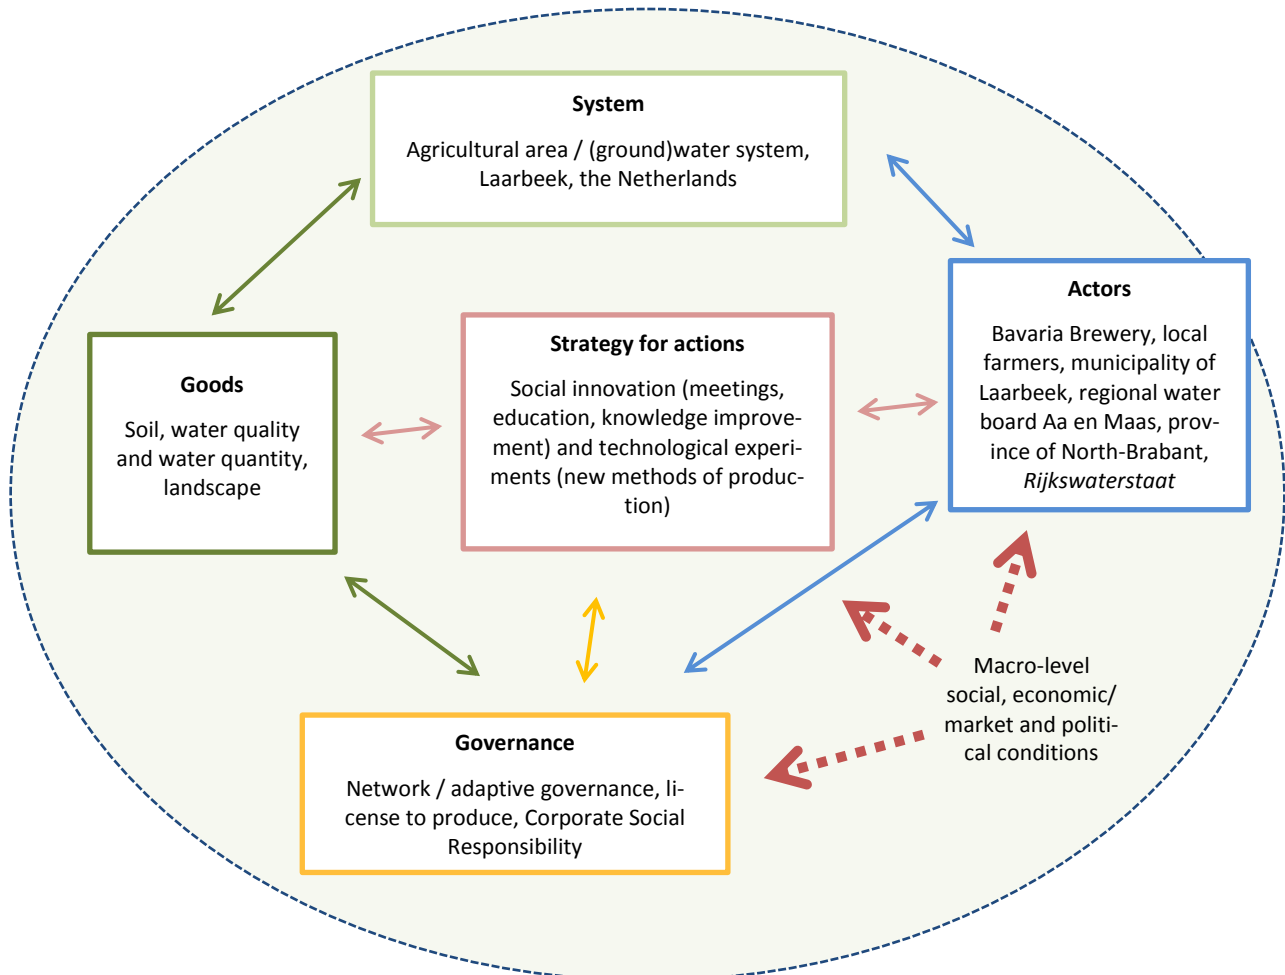 System
Agricultural area / (ground)water system,
Laarbeek, the Netherlands
Actors
Bavaria Brewery, local
farmers, municipality of
Laarbeek, regional water
board Aa en Maas, prov-
ince of North-Brabant,
Rijkswaterstaat
Strategy for actions
Social innovation (meetings,
education, knowledge improve-
ment) and technological experi-
ments (new methods of produc-
tion)
Goods
Soil, water quality
and water quantity,
landscape
Macro-level
social, economic/
market and politi-
cal conditions
Governance
Network / adaptive governance, li-
cense to produce, Corporate Social
Responsibility